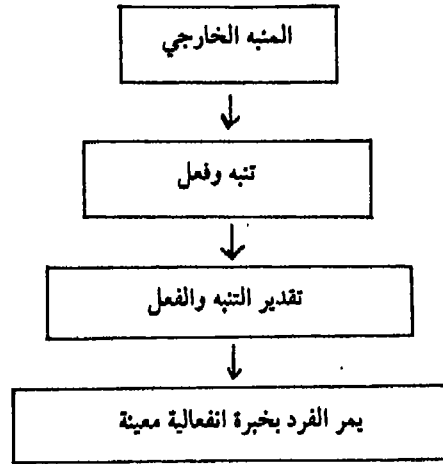 المنبه الخارجي
تنبه وفعل
تقدير التنبه والفعل
يمر الفرد بخبرة انفعالية معينة